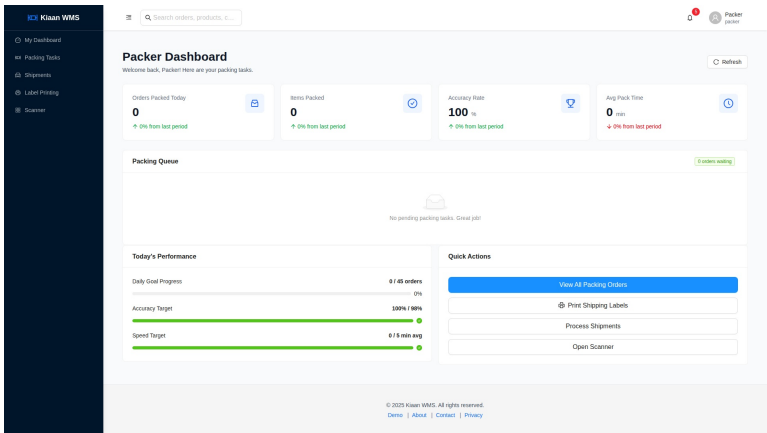 Kiaan WMS
Search orders, products, s...
1
Packer
packer
My Dashboard
Packing Tasks
Shipments
Label Printing
Scanner
Packer Dashboard
Welcome back, Packer! Here are your packing tasks.
Refresh
Orders Packed Today
0
0% from last period
Items Packed
0
0% from last period
Accuracy Rate
100 %
0% from last period
Avg Pack Time
0 min
0% from last period
Packing Queue
0 orders waiting
No pending packing tasks. Great job!
Today's Performance
Daily Goal Progress
0 / 45 orders
0%
Accuracy Target
100% / 98%
Speed Target
0 / 5 min avg
Quick Actions
View All Packing Orders
Print Shipping Labels
Process Shipments
Open Scanner
© 2025 Kiaan WMS. All rights reserved.
Demo | About | Contact | Privacy